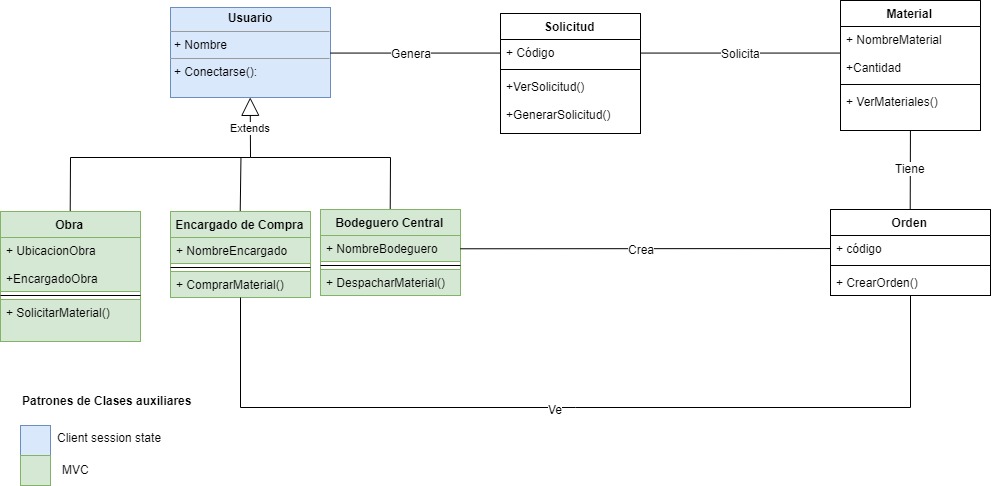 Usuario
+ Nombre
+ Conectarse():
Genera
Solicitud
+ Código
+VerSolicitud()
+GenerarSolicitud()
Solicita
Material
+ NombreMaterial
+Cantidad
+ VerMateriales()
Extends
Tiene
Obra
+ UbicacionObra
+EncargadoObra
+ SolicitarMaterial()
Encargado de Compra
+ NombreEncargado
+ ComprarMaterial()
Bodeguero Central
+ NombreBodeguero
+ DespacharMaterial()
Crea
Orden
+ código
+ CrearOrden()
Ve
Patrones de Clases auxiliares
Client session state
MVC